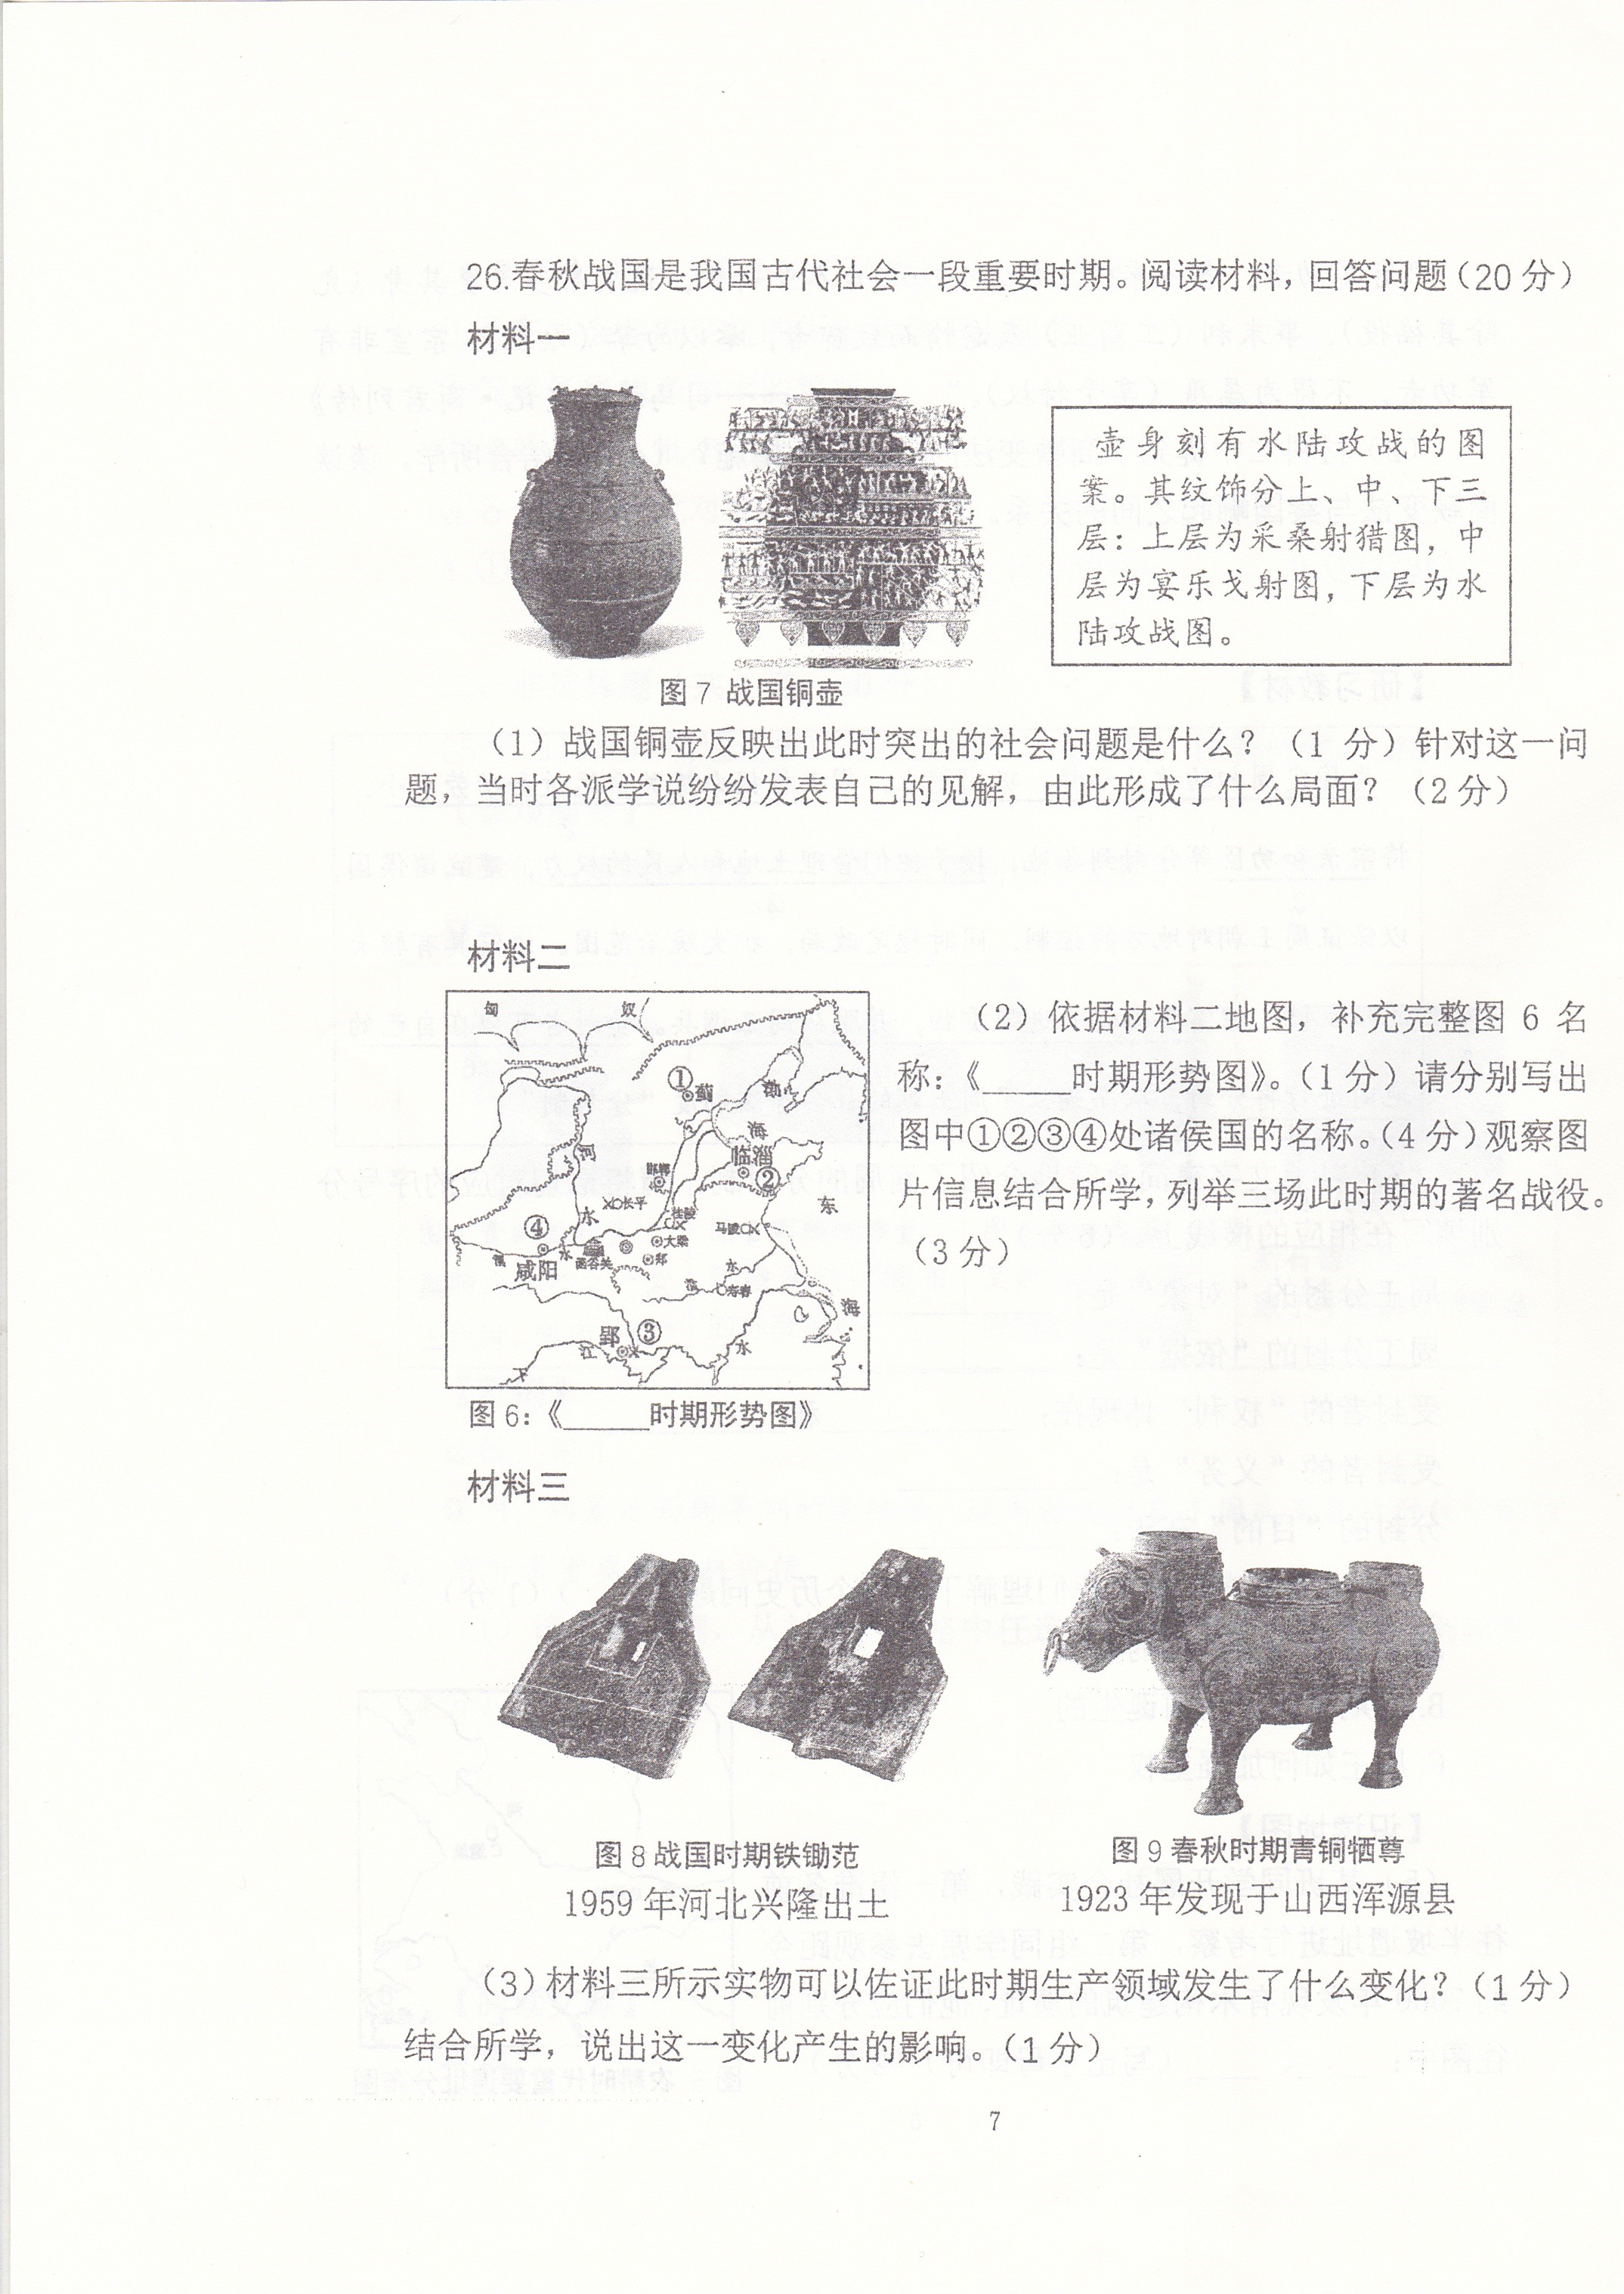 26.春秋战国是我国古代社会一段重要时期。阅读材料，回答问题（20 分）
材料一
壶身刻有水陆攻战的图
案。其纹饰分上、中、下三
层：上层为采桑射猎图，中
层为宴乐戈射图，下层为水
陆攻战图。
图 7 战国铜壶
（1）战国铜壶反映出此时突出的社会问题是什么？（1 分）针对这一问
题，当时各派学说纷纷发表自己的见解，由此形成了什么局面？（2 分）
材料二
匈 奴
① 蓟 渤
海
河 临淄
邯郸 ②
长平 东
④ 水 桂陵 马陵
水 函谷关 大梁
咸阳 郑 水
渭 寿春
海
郢 ③
江 水
图 6：《_____时期形势图》
（2）依据材料二地图，补充完整图 6 名
称：《_____时期形势图》。（1 分）请分别写出
图中①②③④处诸侯国的名称。（4 分）观察图
片信息结合所学，列举三场此时期的著名战役。
（3 分）
材料三
图 8 战国时期铁锄范
1959 年河北兴隆出土
图 9 春秋时期青铜牺尊
1923 年发现于山西浑源县
（3）材料三所示实物可以佐证此时期生产领域发生了什么变化？（1 分）
结合所学，说出这一变化产生的影响。（1 分）
7